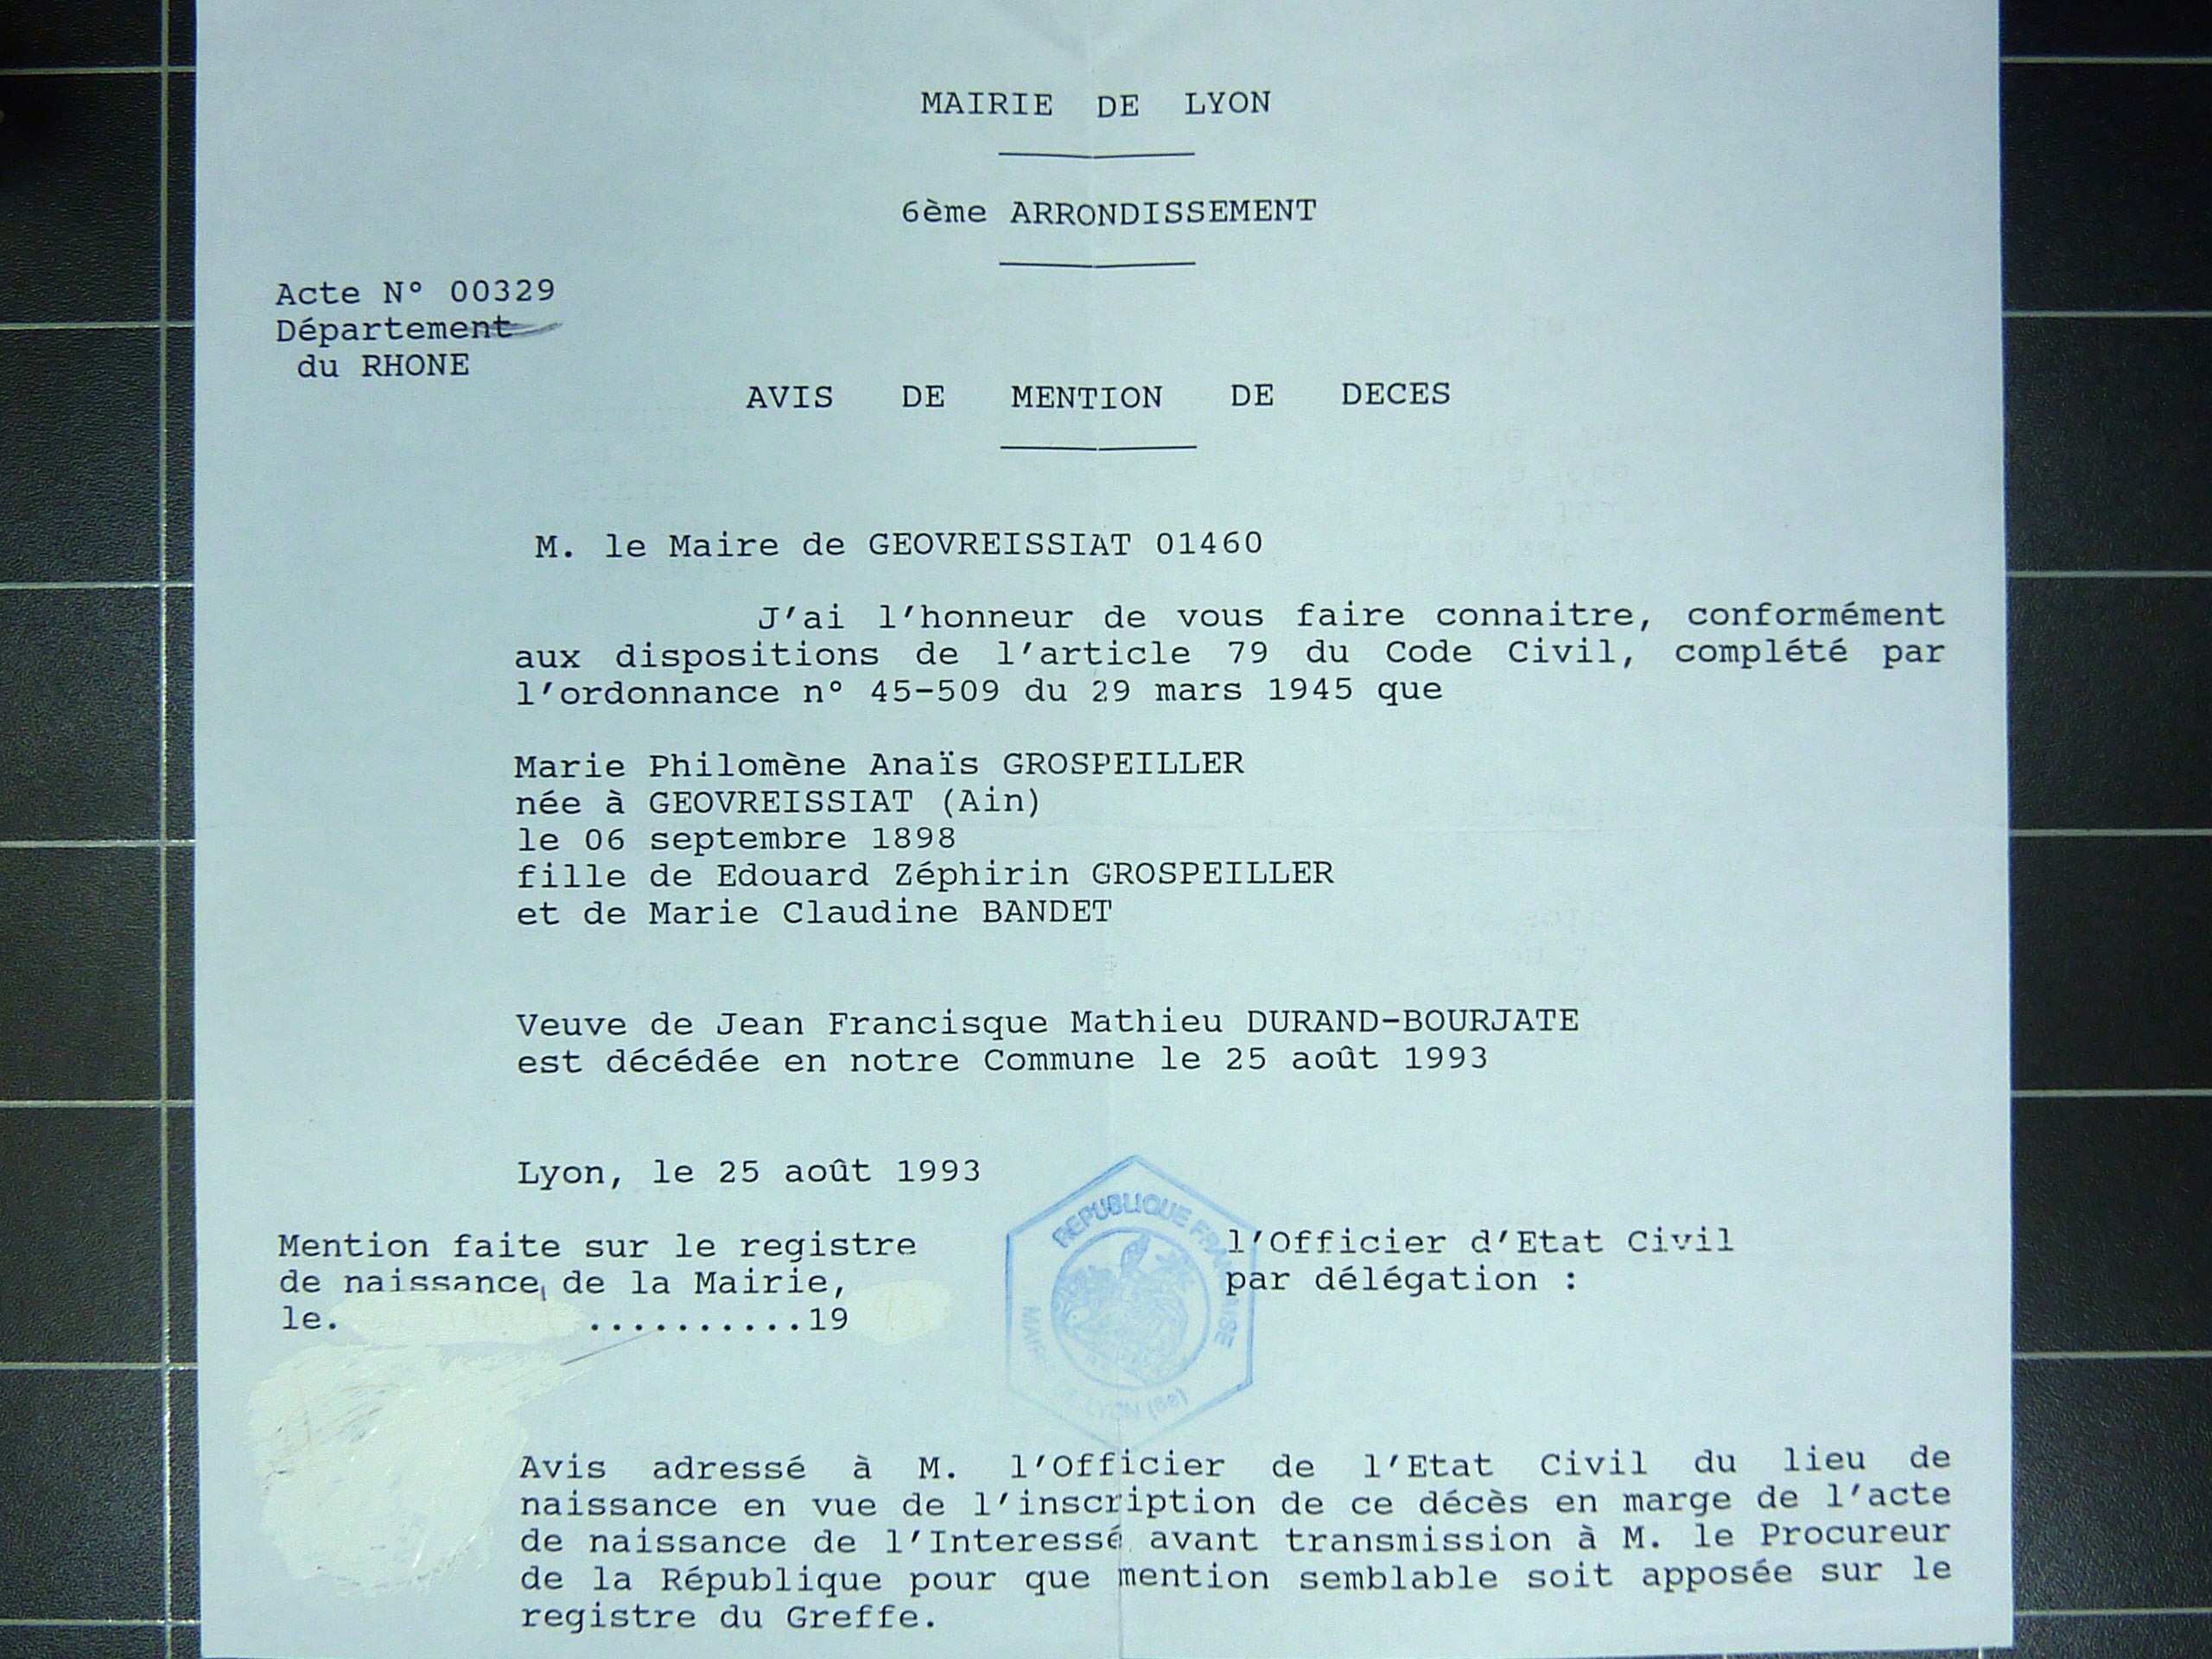 MAIRIE DE LYON
6ème ARRONDISSEMENT
Acte N° 00329
Département
du RHONE
AVIS DE MENTION DE DECES
M. le Maire de GEOVREISSIAT 01460
J'ai l'honneur de vous faire connaitre, conformément
aux dispositions de l'article 79 du Code Civil, complété par
l'ordonnance n° 45-509 du 29 mars 1945 que
Marie Philomène Anaïs GROSPEILLER
née à GEOVREISSIAT (Ain)
le 06 septembre 1898
fille de Edouard Zéphirin GROSPEILLER
et de Marie Claudine BANDET
Veuve de Jean Francisque Mathieu DURAND-BOURJATE
est décédée en notre Commune le 25 août 1993
Lyon, le 25 août 1993
Mention faite sur le registre
de naissance de la Mairie,
le. ..........19
REPUBLIQUE FRANCAISE
MAIRIE DE LYON (6e)
l'Officier d'Etat Civil
par délégation :
Avis adressé à M. l'Officier de l'Etat Civil du lieu de
naissance en vue de l'inscription de ce décès en marge de l'acte
de naissance de l'Interessé avant transmission à M. le Procureur
de la République pour que mention semblable soit apposée sur le
registre du Greffe.